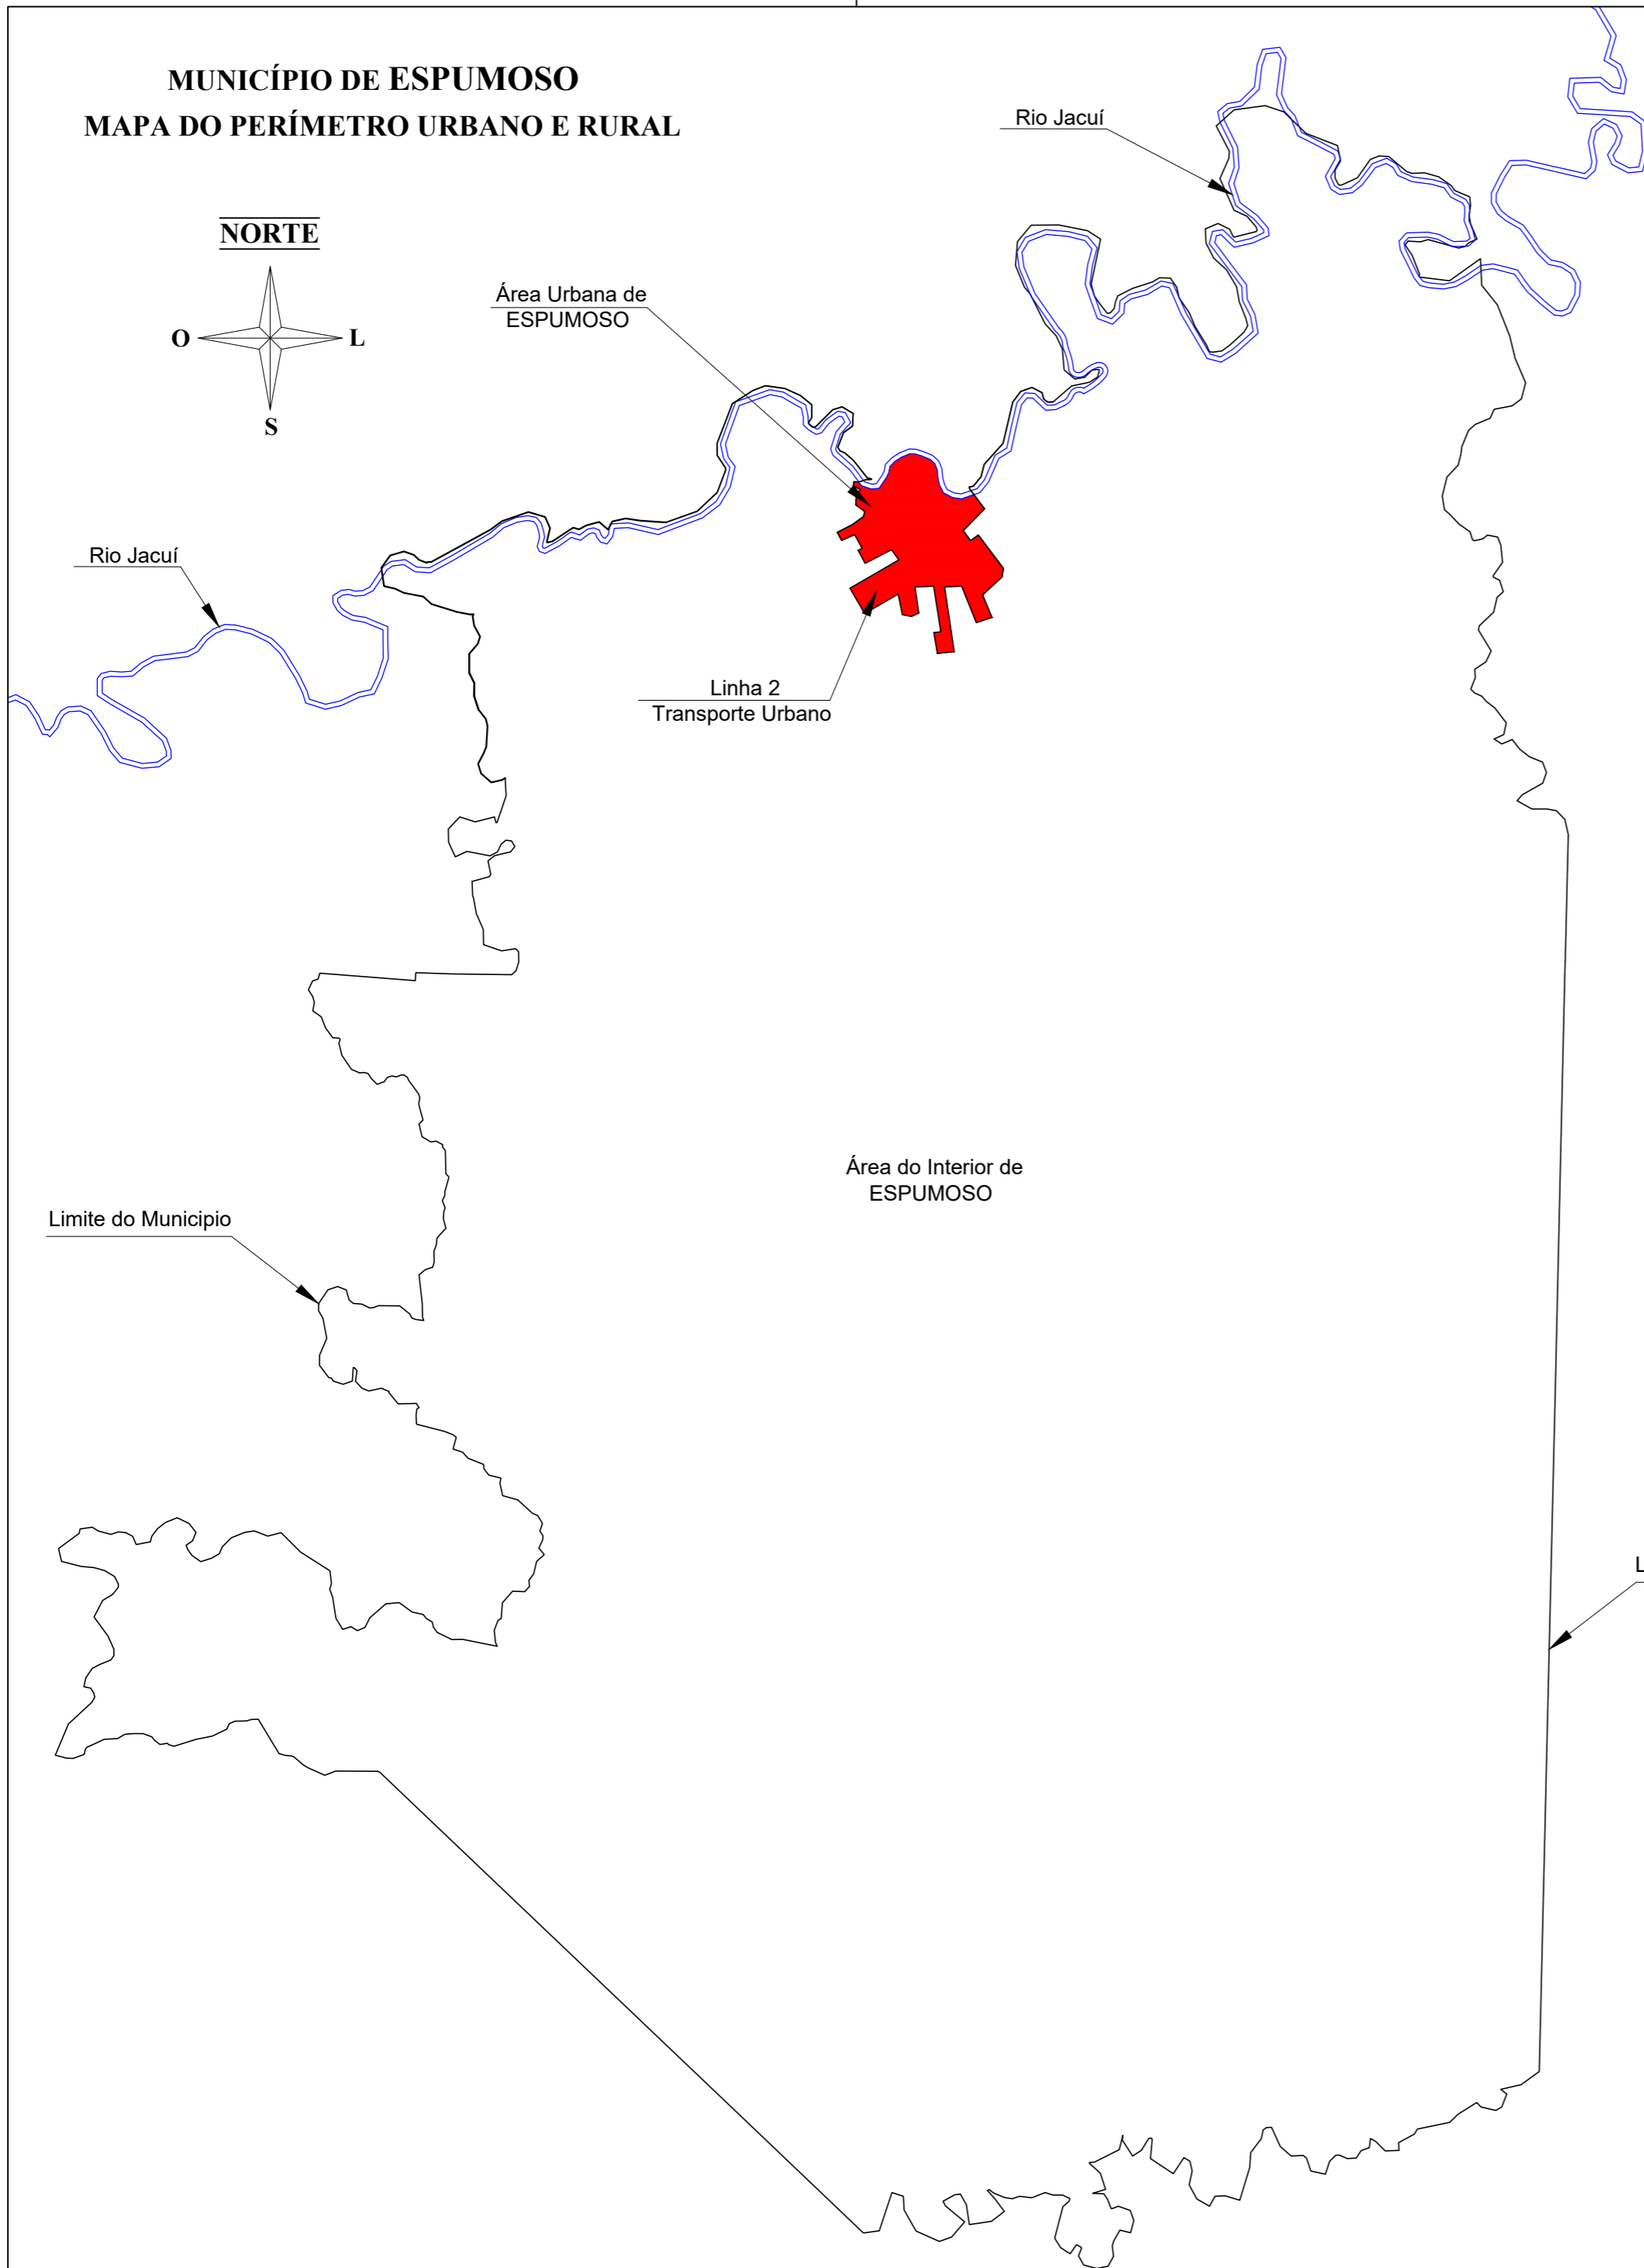 MUNICÍPIO DE ESPUMOSO
MAPA DO PERÍMETRO URBANO E RURAL
Rio Jacuí
NORTE
Área Urbana de
ESPUMOSO
O
L
S
Rio Jacuí
Linha 2
Transporte Urbano
Área do Interior de
ESPUMOSO
Limite do Municipio
L